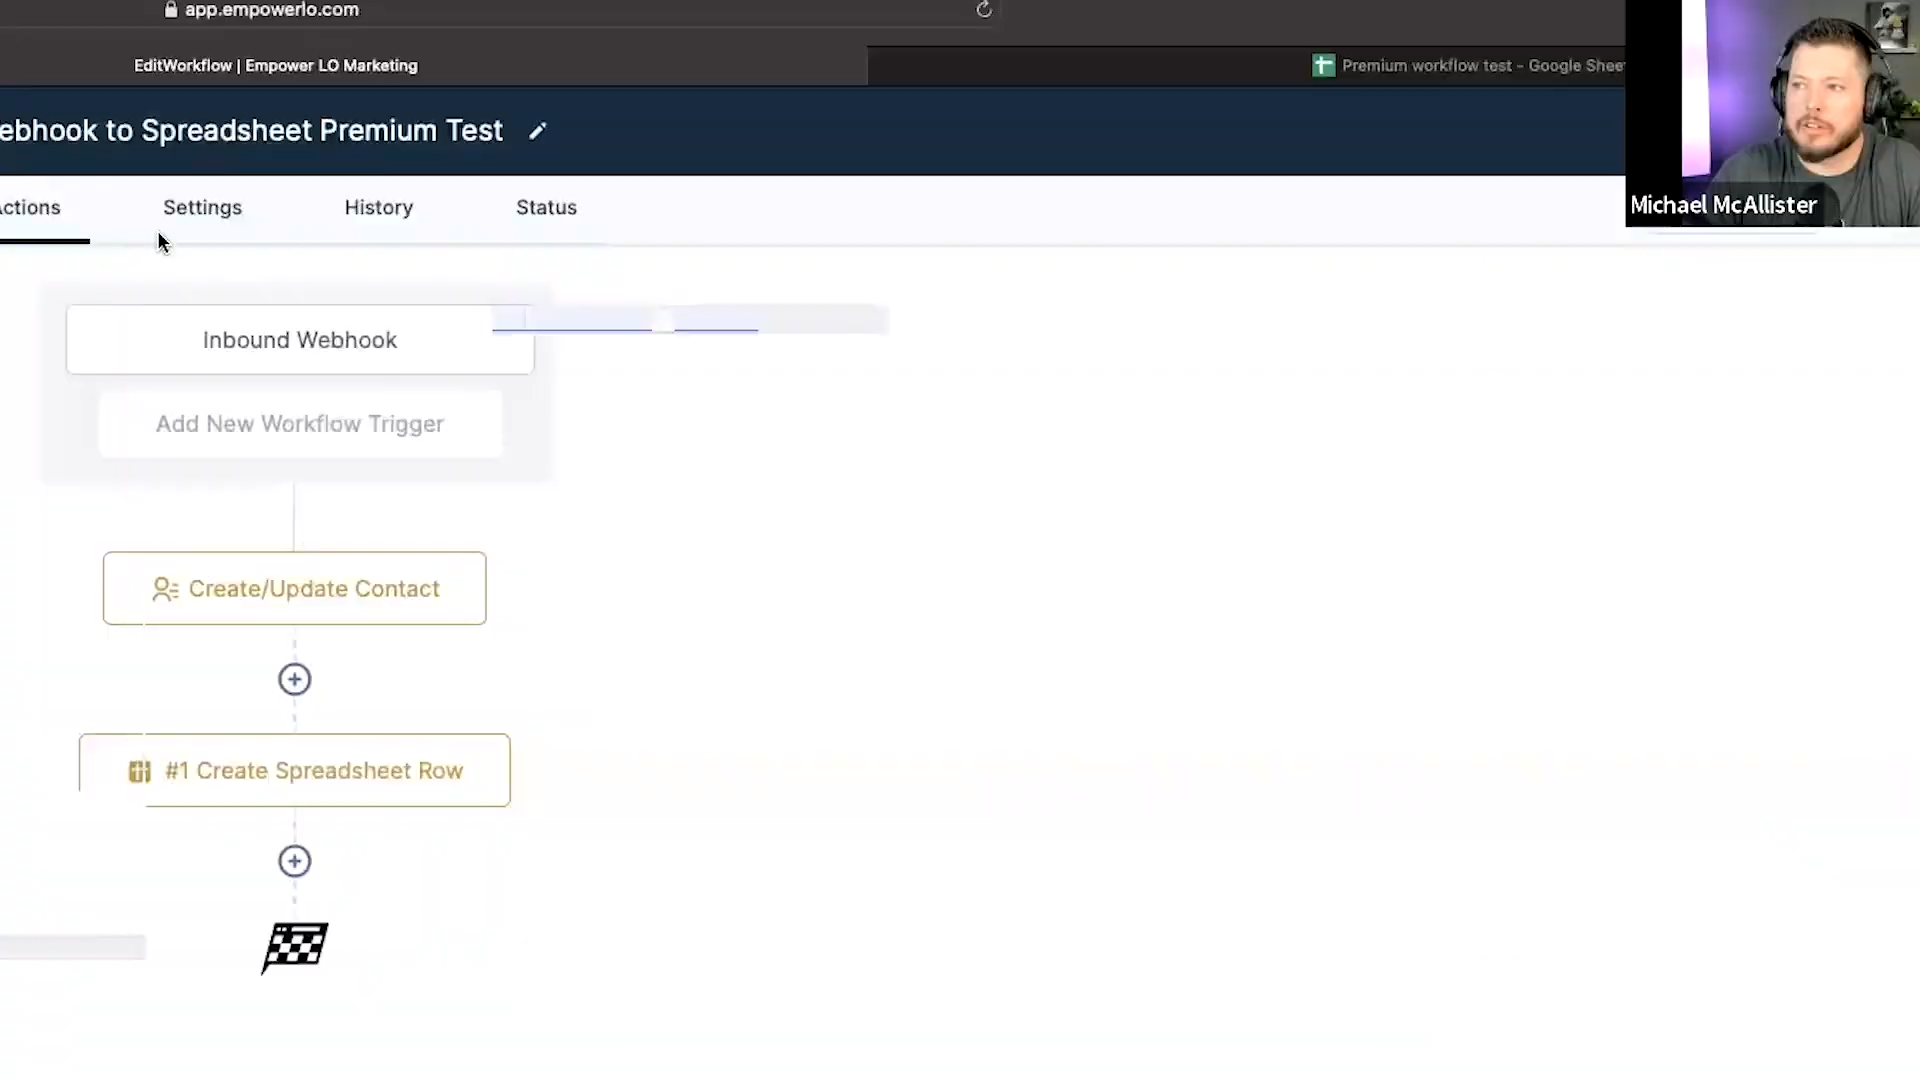 app.empowerlo.com
EditWorkflow | Empower LO Marketing
Premium workflow test - Google Shee
ebhook to Spreadsheet Premium Test
Michael McAllister
ctions
Settings
History
Status
Inbound Webhook
Add New Workflow Trigger
Create/Update Contact
#1 Create Spreadsheet Row